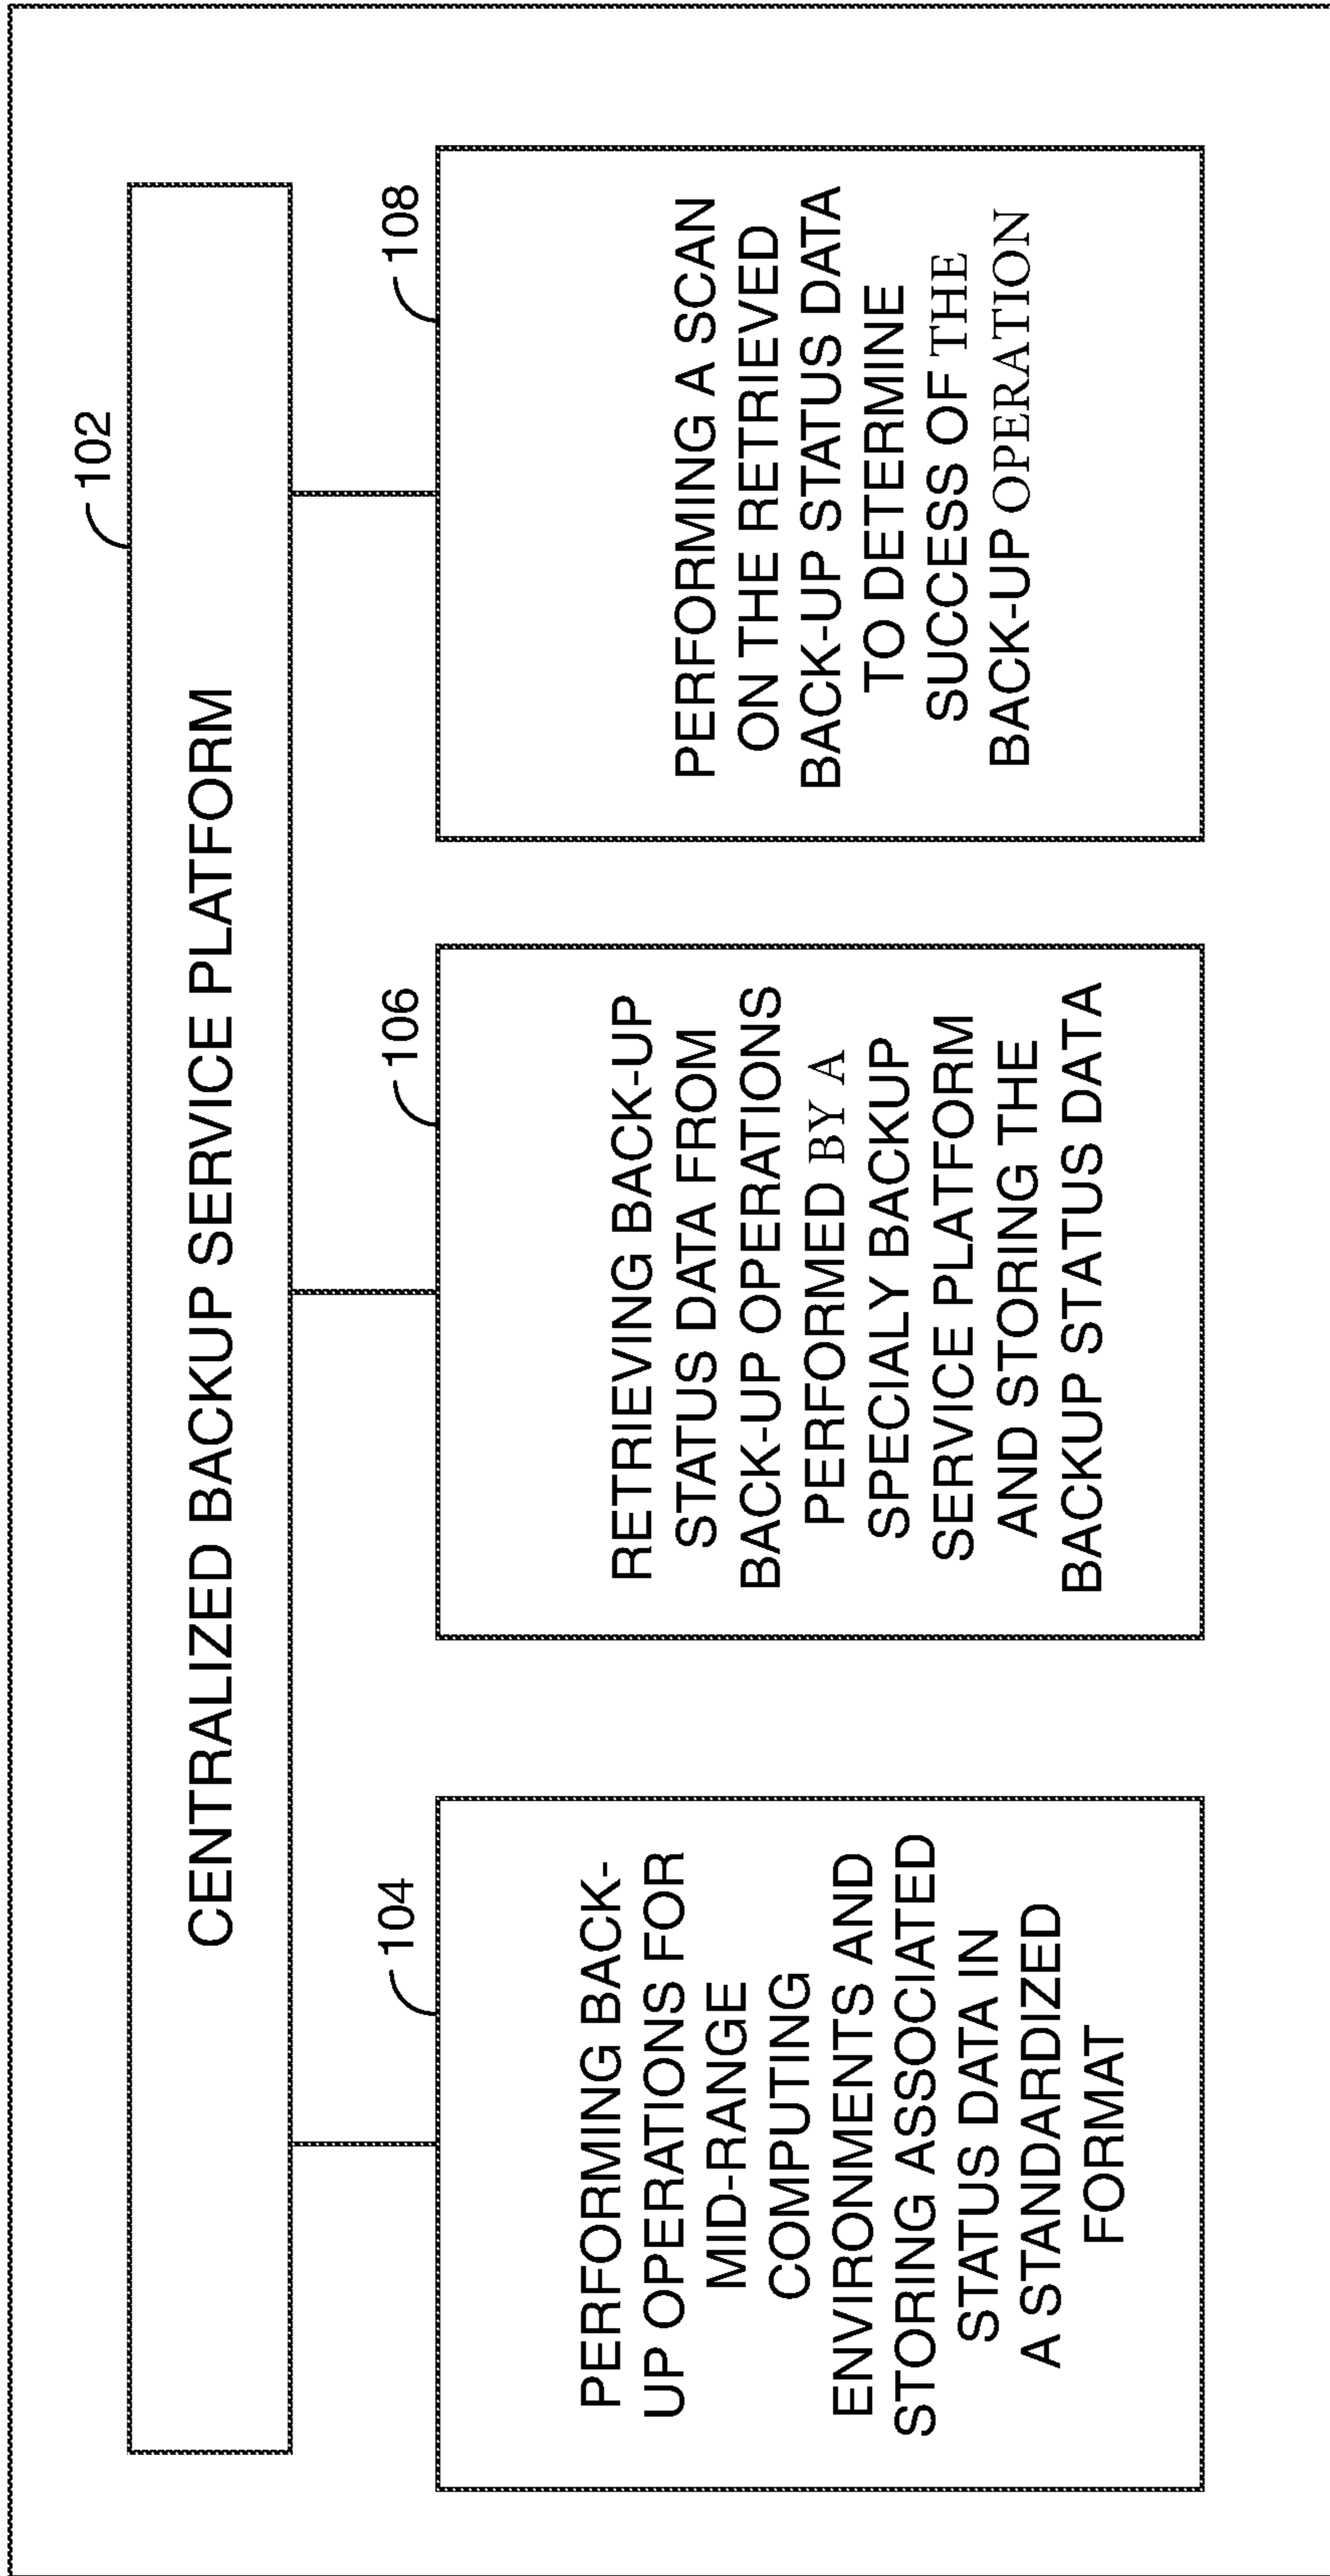 102
CENTRALIZED BACKUP SERVICE PLATFORM
104
PERFORMING BACK-
UP OPERATIONS FOR
MID-RANGE
COMPUTING
ENVIRONMENTS AND
STORING ASSOCIATED
STATUS DATA IN
A STANDARDIZED
FORMAT
106
RETRIEVING BACK-UP
STATUS DATA FROM
BACK-UP OPERATIONS
PERFORMED BY A
SPECIALY BACKUP
SERVICE PLATFORM
AND STORING THE
BACKUP STATUS DATA
108
PERFORMING A SCAN
ON THE RETRIEVED
BACK-UP STATUS DATA
TO DETERMINE
SUCCESS OF THE
BACK-UP OPERATION